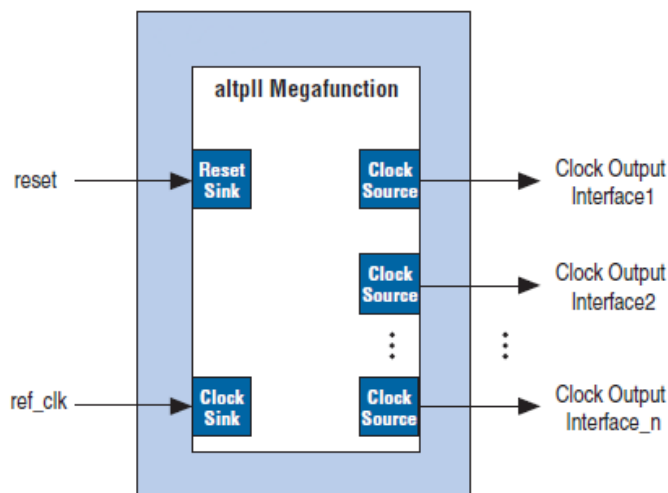 altpll Megafunction
reset
Reset
Sink
Clock
Source
Clock Output
Interface1
Clock
Source
Clock Output
Interface2
ref_clk
Clock
Sink
Clock
Source
Clock Output
Interface_n